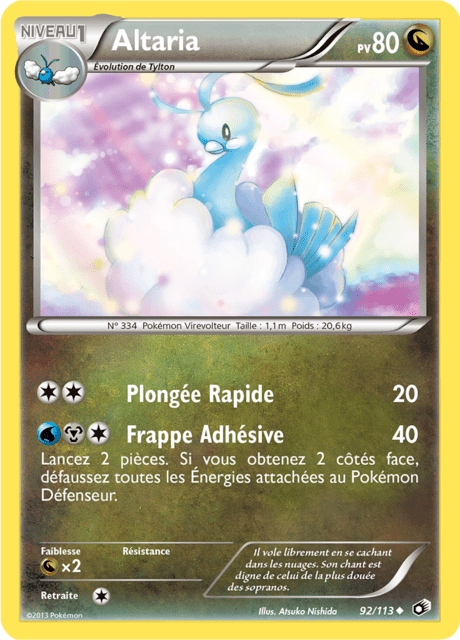 NIVEAU 1
Altaria
PV 80
Évolution de Tylton
N° 334 Pokémon Virevolteur Taille : 1,1m Poids : 20,6kg
Plongée Rapide 20
Frappe Adhésive 40
Lancez 2 pièces. Si vous obtenez 2 côtés face,
défaussez toutes les Énergies attachées au Pokémon
Défenseur.
Faiblesse Résistance
×2
Retraite
Il vole librement en se cachant
dans les nuages. Son chant est
digne de celui de la plus douée
des sopranos.
©2013 Pokémon
Illus. Atsuko Nishida 92/113